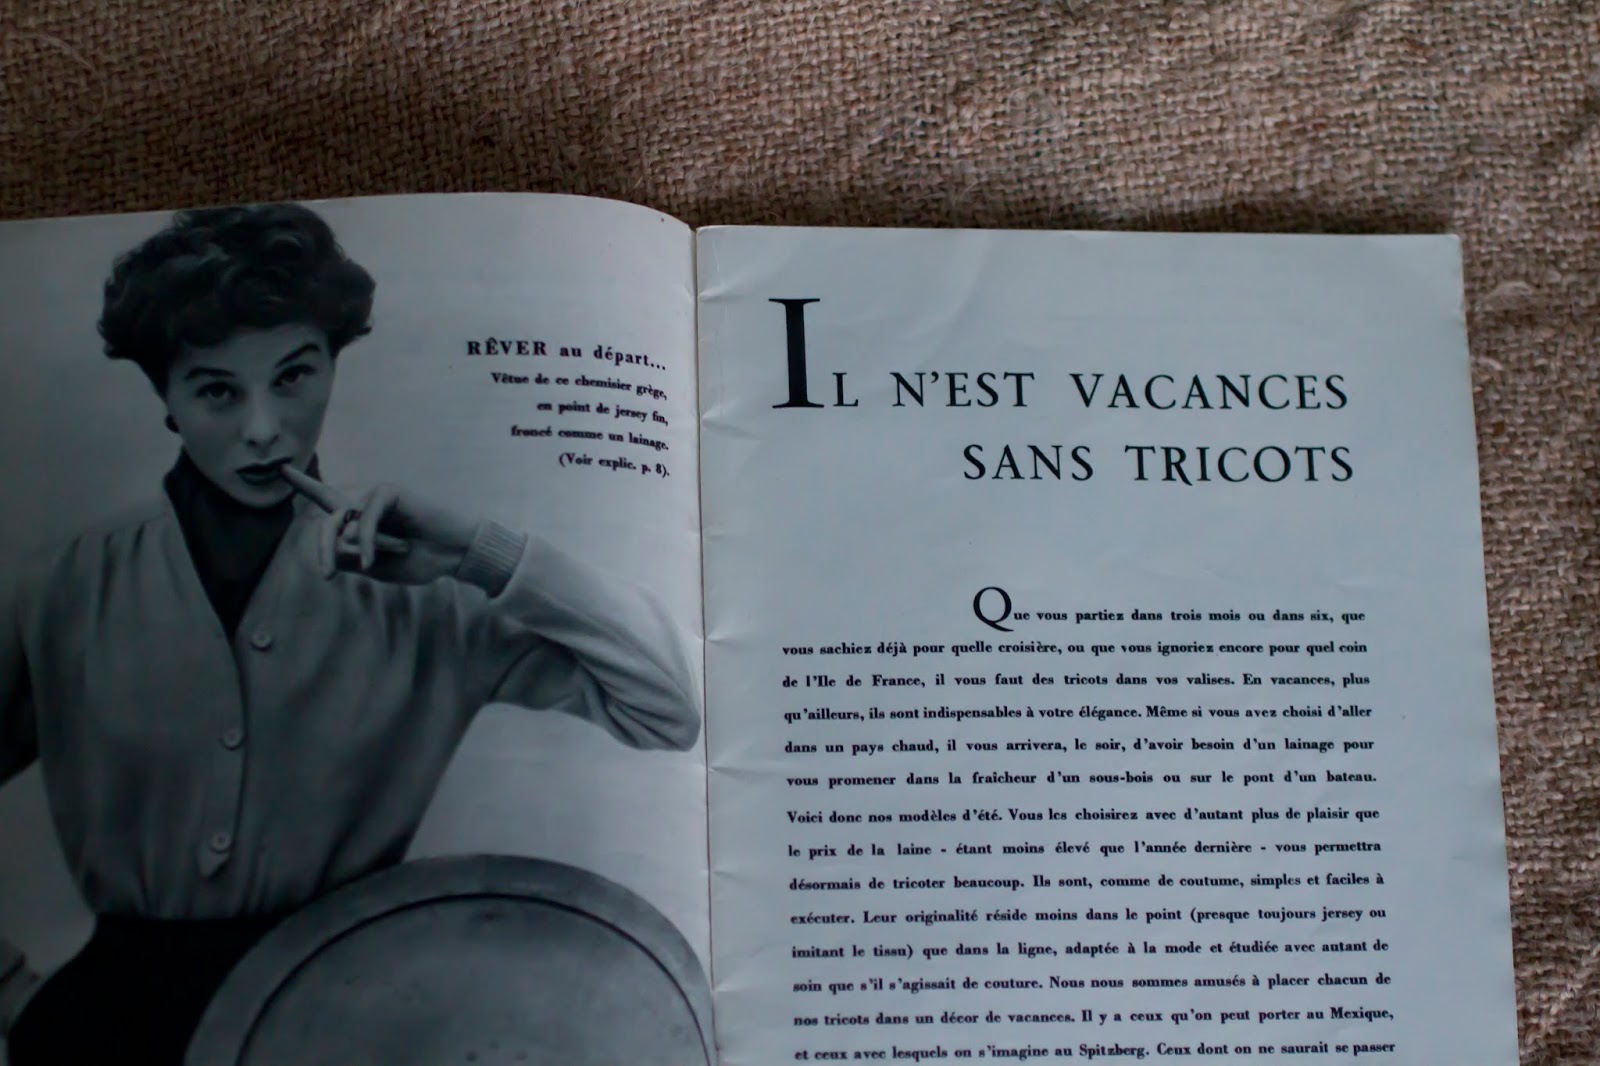 RÊVER au départ...
Vêtue de ce chemisier grège,
en point de jersey fin,
froncé comme un lainage.
(Voir explic. p. 8).
IL N'EST VACANCES
SANS TRICOTS
Que vous partiez dans trois mois ou dans six, que
vous sachiez déjà pour quelle croisière, ou que vous ignoriez encore pour quel coin
de l'Ile de France, il vous faut des tricots dans vos valises. En vacances, plus
qu'ailleurs, ils sont indispensables à votre élégance. Même si vous avez choisi d'aller
dans un pays chaud, il vous arrivera, le soir, d'avoir besoin d'un lainage pour
vous promener dans la fraîcheur d'un sous-bois ou sur le pont d'un bateau.
Voici donc nos modèles d'été. Vous les choisirez avec d'autant plus de plaisir que
le prix de la laine - étant moins élevé que l'année dernière - vous permettra
désormais de tricoter beaucoup. Ils sont, comme de coutume, simples et faciles à
exécuter. Leur originalité réside moins dans le point (presque toujours jersey ou
imitant le tissu) que dans la ligne, adaptée à la mode et étudiée avec autant de
soin que s'il s'agissait de couture. Nous nous sommes amusés à placer chacun de
nos tricots dans un décor de vacances. Il y a ceux qu'on peut porter au Mexique,
et ceux avec lesquels on s'imagine au Spitzberg. Ceux dont on ne saurait se passer